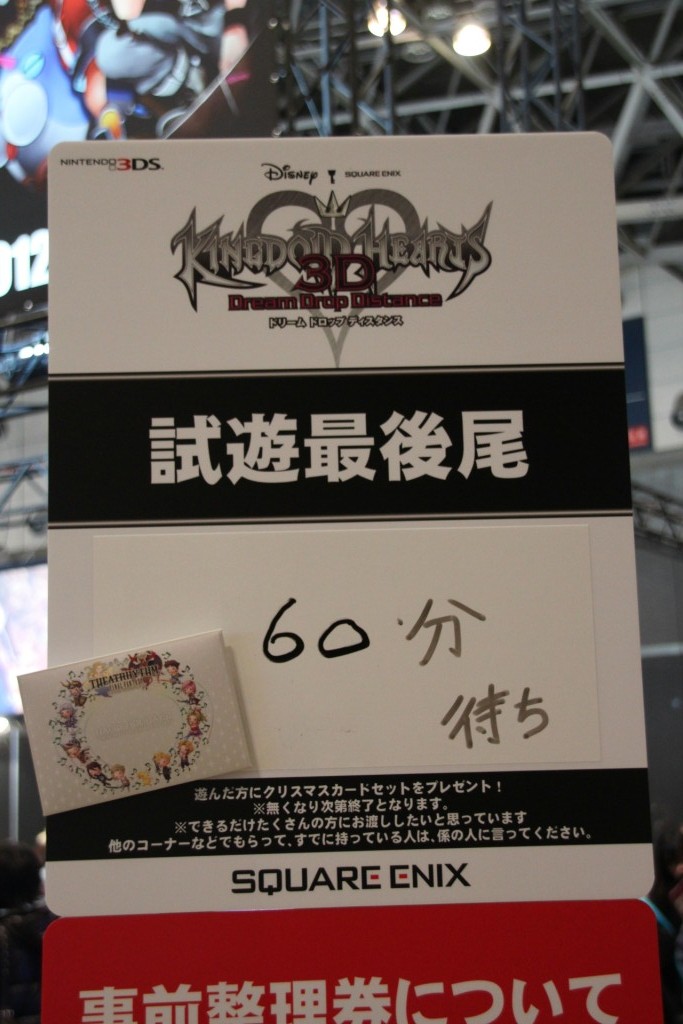 012
NINTENDO 3DS
Disney SQUARE ENIX
KINGDOM HEARTS
3D
Dream Drop Distance
ドリーム ドロップ ディスタンス
試遊最後尾
60分
待ち
THEATRHYTHM
FINAL FANTASY
遊んだ方にクリスマスカードセットをプレゼント！
※無くなり次第終了となります。
※できるだけたくさんの方にお渡ししたいと思っています
他のコーナーなどでもらって、すでに持っている人は、係の人に言ってください。
SQUARE ENIX
事前整理券について